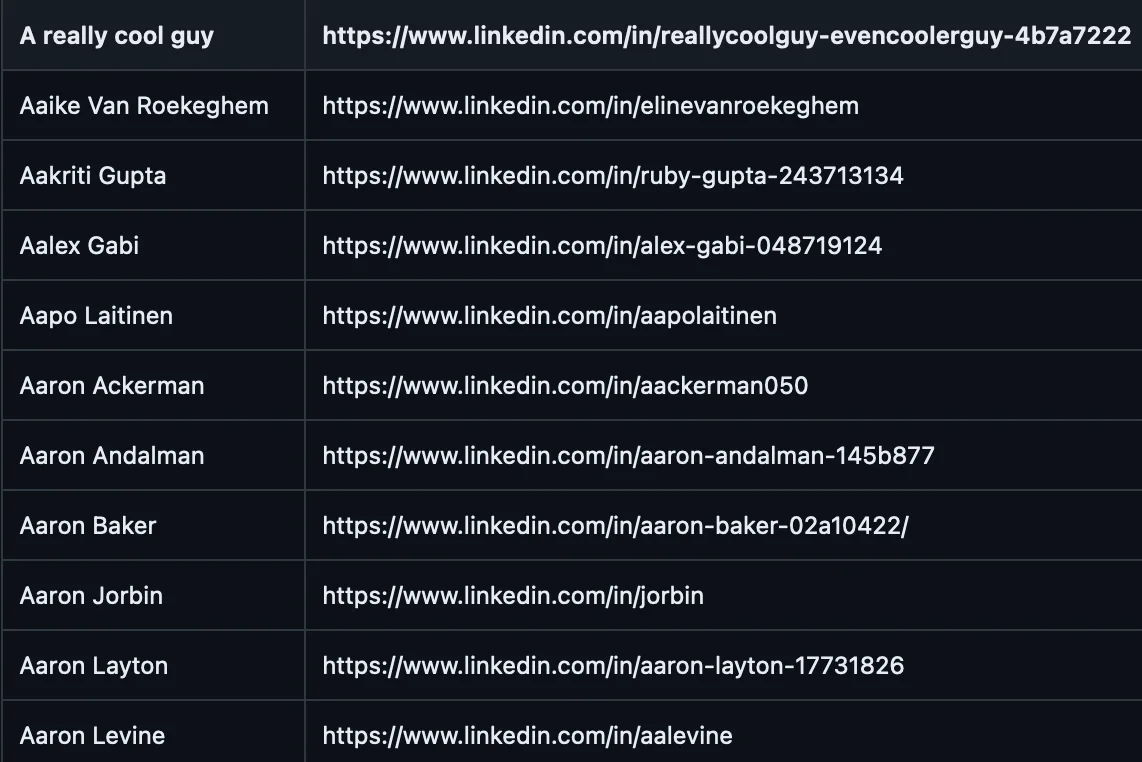 A really cool guy https://www.linkedin.com/in/reallycoolguy-evencoolerguy-4b7a7222
Aaike Van Roekeghem https://www.linkedin.com/in/elinevanroekeghem
Aakriti Gupta https://www.linkedin.com/in/ruby-gupta-243713134
Aalex Gabi https://www.linkedin.com/in/alex-gabi-048719124
Aapo Laitinen https://www.linkedin.com/in/aapolaitinen
Aaron Ackerman https://www.linkedin.com/in/aackerman050
Aaron Andalman https://www.linkedin.com/in/aaron-andalman-145b877
Aaron Baker https://www.linkedin.com/in/aaron-baker-02a10422/
Aaron Jorbin https://www.linkedin.com/in/jorbin
Aaron Layton https://www.linkedin.com/in/aaron-layton-17731826
Aaron Levine https://www.linkedin.com/in/aalevine